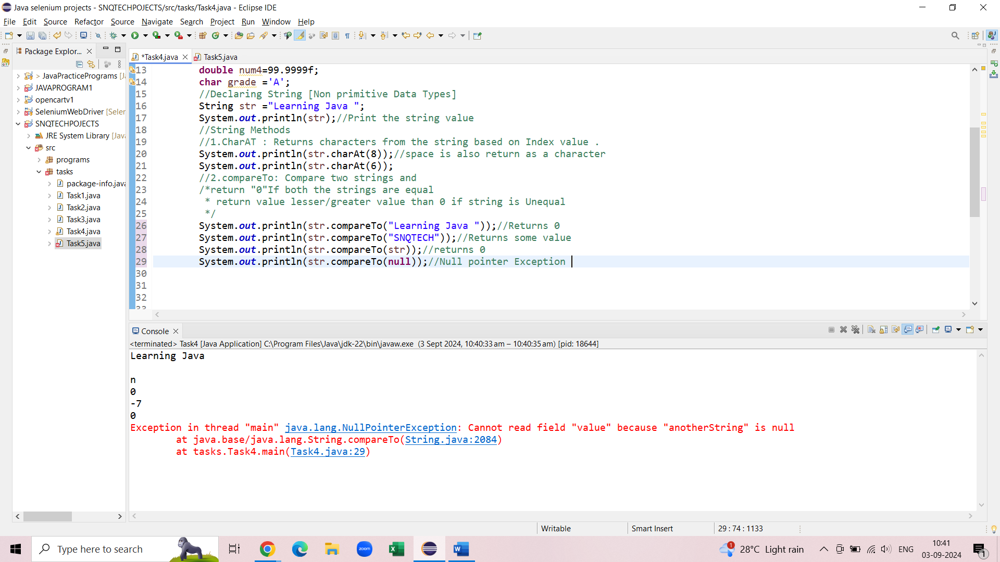 Java selenium projects - SNQTECHPOJECTS/src/tasks/Task4.java - Eclipse IDE
File Edit Source Refactor Source Navigate Search Project Run Window Help
Package Explor...
> JavaPracticePrograms [Ja
JAVAPROGRAM1
opencartv1
SeleniumWebDriver [Seler
SNQTECHPOJECTS
JRE System Library [Java
src
programs
tasks
package-info.java
Task1.java
Task2.java
Task3.java
Task4.java
Task5.java
*Task4.java Task5.java
13 double num4=99.9999f;
14 char grade ='A';
15 //Declaring String [Non primitive Data Types]
16 String str ="Learning Java ";
17 System.out.println(str);//Print the string value
18 //String Methods
19 //1.CharAT : Returns characters from the string based on Index value .
20 System.out.println(str.charAt(8));//space is also return as a character
21 System.out.println(str.charAt(6));
22 //2.compareTo: Compare two strings and
23 /*return "0"If both the strings are equal
24 * return value lesser/greater value than 0 if string is Unequal
25 */
26 System.out.println(str.compareTo("Learning Java "));//Returns 0
27 System.out.println(str.compareTo("SNQTECH"));//Returns some value
28 System.out.println(str.compareTo(str));//returns 0
29 System.out.println(str.compareTo(null));//Null pointer Exception
30
31
32
33
Console
<terminated> Task4 [Java Application] C:\Program Files\Java\jdk-22\bin\javaw.exe (3 Sept 2024, 10:40:33 am – 10:40:35 am) [pid: 18644]
Learning Java
n
0
-7
0
Exception in thread "main" java.lang.NullPointerException: Cannot read field "value" because "anotherString" is null
at java.base/java.lang.String.compareTo(String.java:2084)
at tasks.Task4.main(Task4.java:29)
Writable Smart Insert 29 : 74 : 1133
Type here to search
zoom
1
28°C Light rain
ENG
10:41
03-09-2024
1